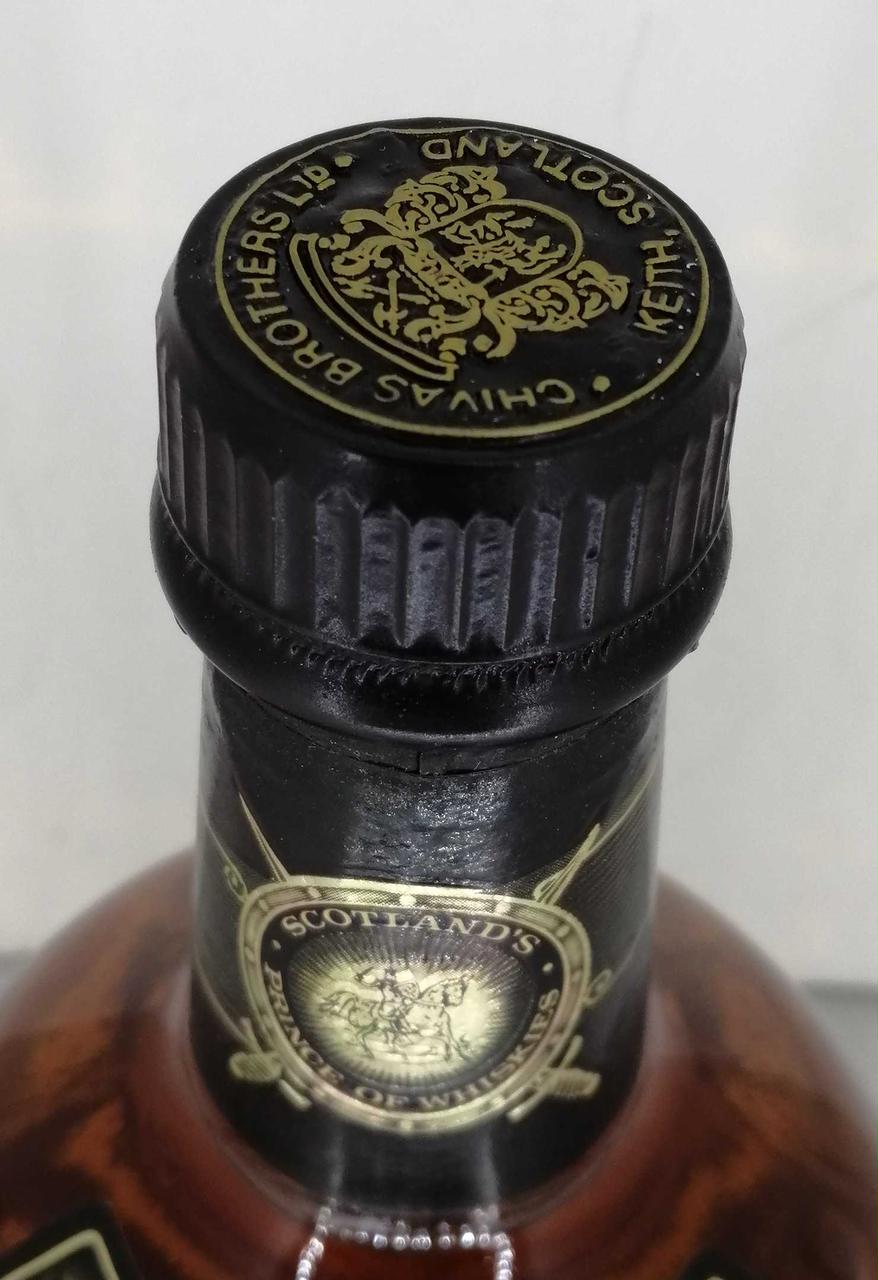 CHIVAS BROTHERS LTD
KEITH, SCOTLAND
SCOTLAND'S
PRINCE OF WHISKIES